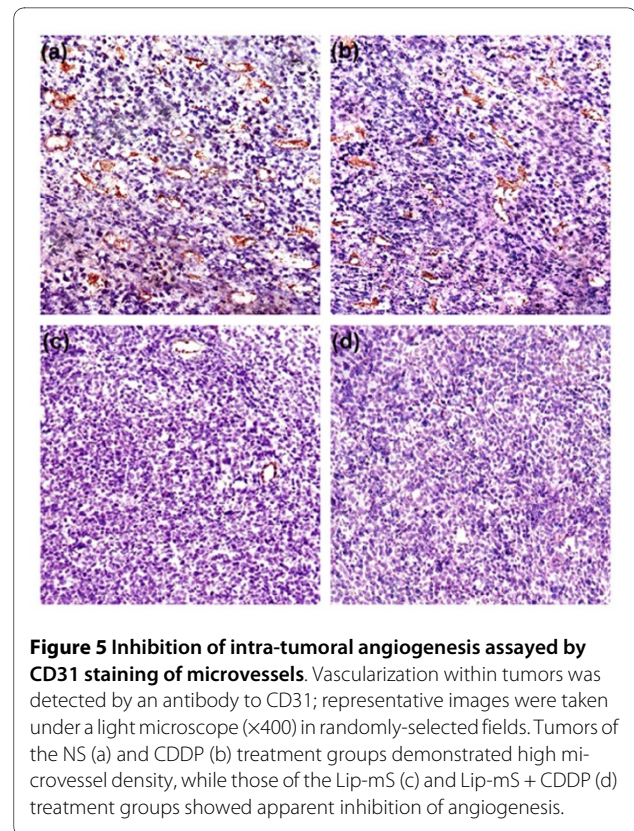 (a) (b)
(c) (d)
Figure 5 Inhibition of intra-tumoral angiogenesis assayed by
CD31 staining of microvessels. Vascularization within tumors was
detected by an antibody to CD31; representative images were taken
under a light microscope (×400) in randomly-selected fields. Tumors of
the NS (a) and CDDP (b) treatment groups demonstrated high mi-
crovessel density, while those of the Lip-mS (c) and Lip-mS + CDDP (d)
treatment groups showed apparent inhibition of angiogenesis.